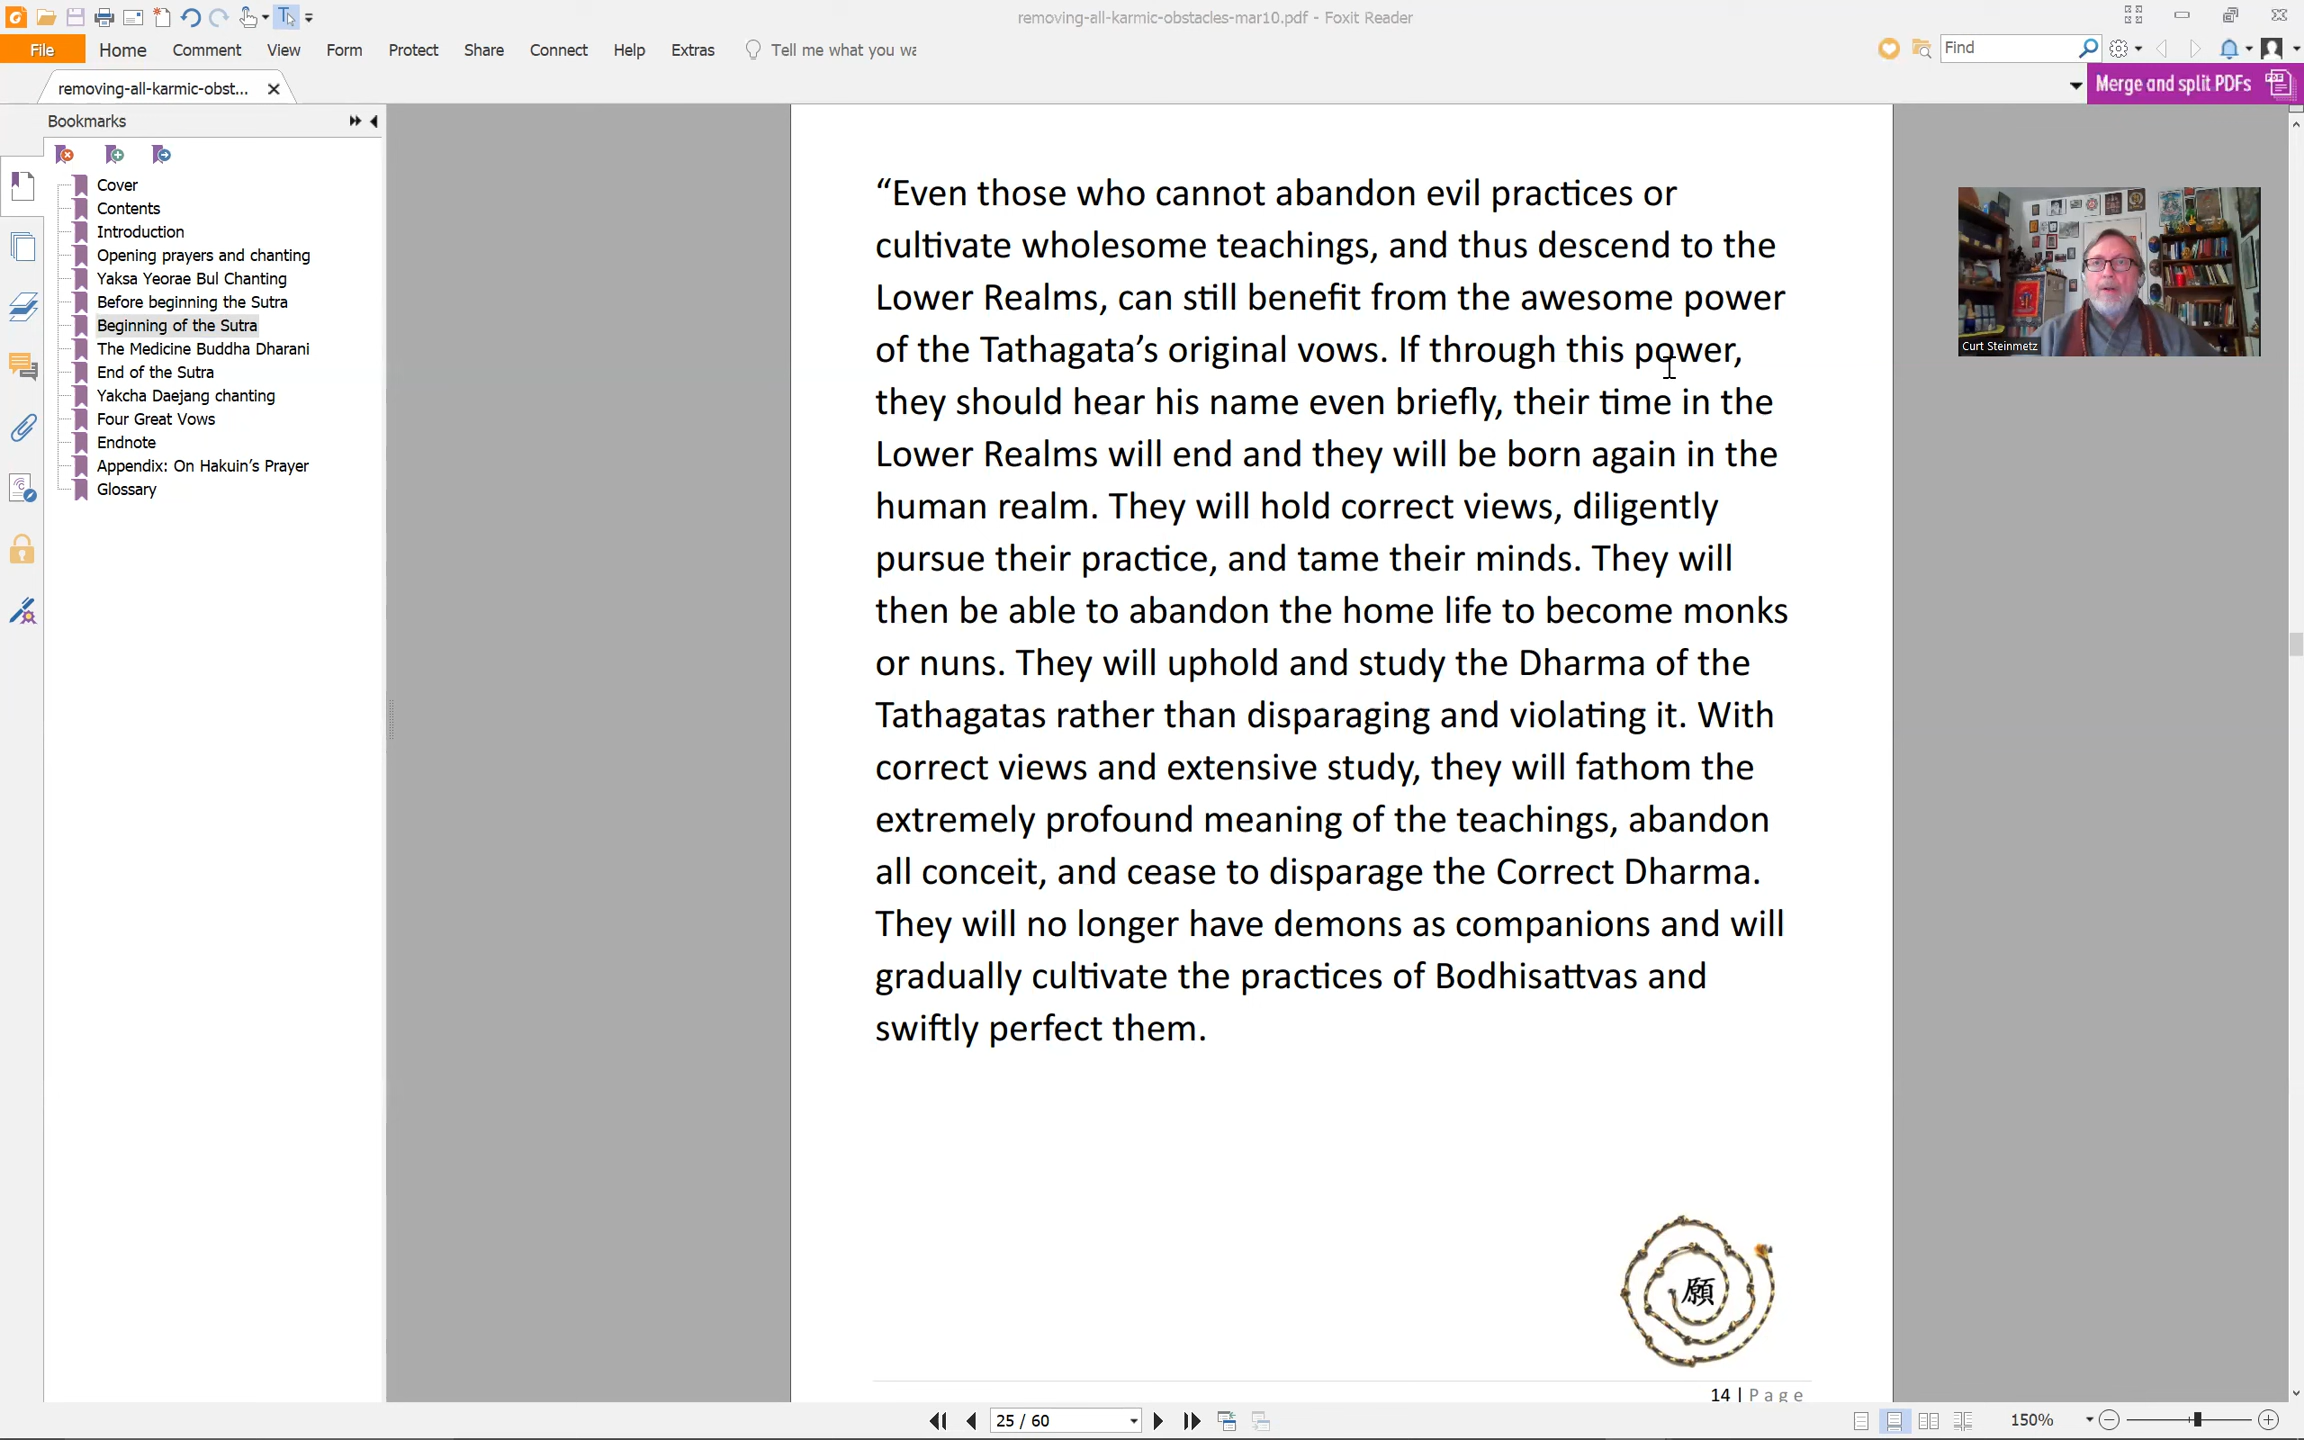 removing-all-karmic-obstacles-mar10.pdf - Foxit Reader
File Home Comment View Form Protect Share Connect Help Extras Tell me what you wa
Find
removing-all-karmic-obst...
Merge and split PDFs
Bookmarks
Cover
Contents
Introduction
Opening prayers and chanting
Yaksa Yeorae Bul Chanting
Before beginning the Sutra
Beginning of the Sutra
The Medicine Buddha Dharani
End of the Sutra
Yakcha Daejang chanting
Four Great Vows
Endnote
Appendix: On Hakuin's Prayer
Glossary
“Even those who cannot abandon evil practices or
cultivate wholesome teachings, and thus descend to the
Lower Realms, can still benefit from the awesome power
of the Tathagata’s original vows. If through this power,
they should hear his name even briefly, their time in the
Lower Realms will end and they will be born again in the
human realm. They will hold correct views, diligently
pursue their practice, and tame their minds. They will
then be able to abandon the home life to become monks
or nuns. They will uphold and study the Dharma of the
Tathagatas rather than disparaging and violating it. With
correct views and extensive study, they will fathom the
extremely profound meaning of the teachings, abandon
all conceit, and cease to disparage the Correct Dharma.
They will no longer have demons as companions and will
gradually cultivate the practices of Bodhisattvas and
swiftly perfect them.
願
14 | Page
Curt Steinmetz
25 / 60
150%